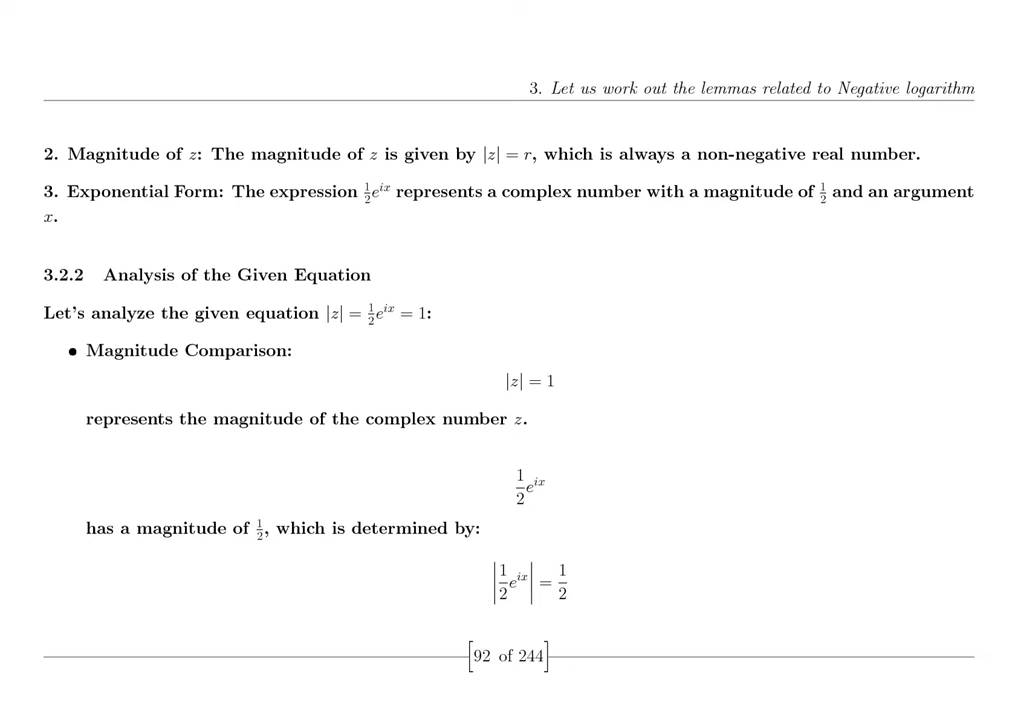 3. Let us work out the lemmas related to Negative logarithm
2. Magnitude of z: The magnitude of z is given by |z| = r, which is always a non-negative real number.
3. Exponential Form: The expression ½e^{ix} represents a complex number with a magnitude of ½ and an argument
x.
3.2.2 Analysis of the Given Equation
Let's analyze the given equation |z| = ½e^{ix} = 1:
• Magnitude Comparison:
|z| = 1
represents the magnitude of the complex number z.
½e^{ix}
has a magnitude of ½, which is determined by:
|½e^{ix}| = ½
[92 of 244]